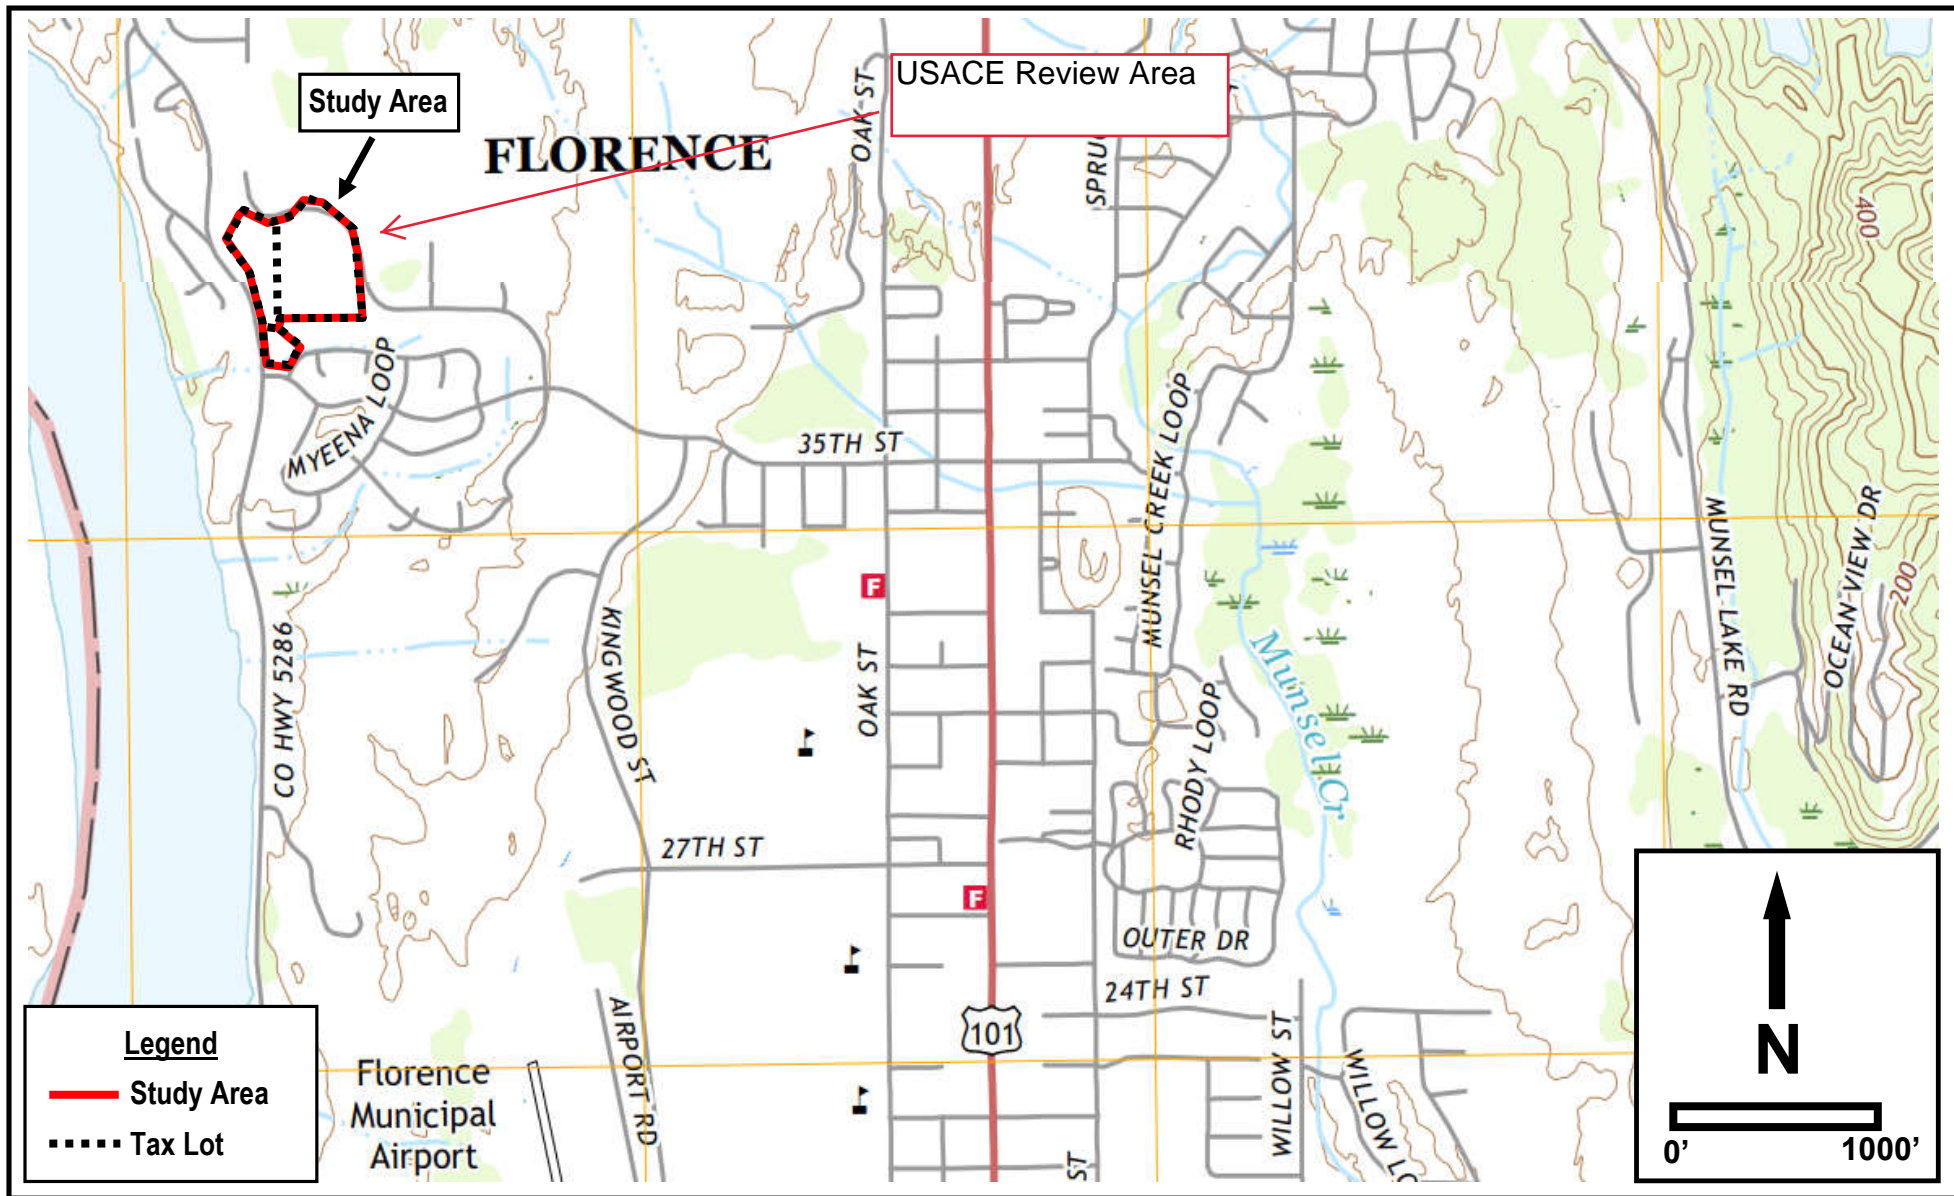 USACE Review Area
Study Area
FLORENCE
OAK ST
SPRUC
400
MYEENA LOOP
35TH ST
MUNSEL CREEK LOOP
MUNSEL LAKE RD
OCEAN VIEW DR
200
F
KINGWOOD ST
CO HWY 5286
OAK ST
Munsel Cr
RHODY LOOP
27TH ST
F
OUTER DR
24TH ST
101
AIRPORT RD
WILLOW ST
WILLOW LO
ST
Florence
Municipal
Airport
Legend
Study Area
Tax Lot
N
0' 1000'